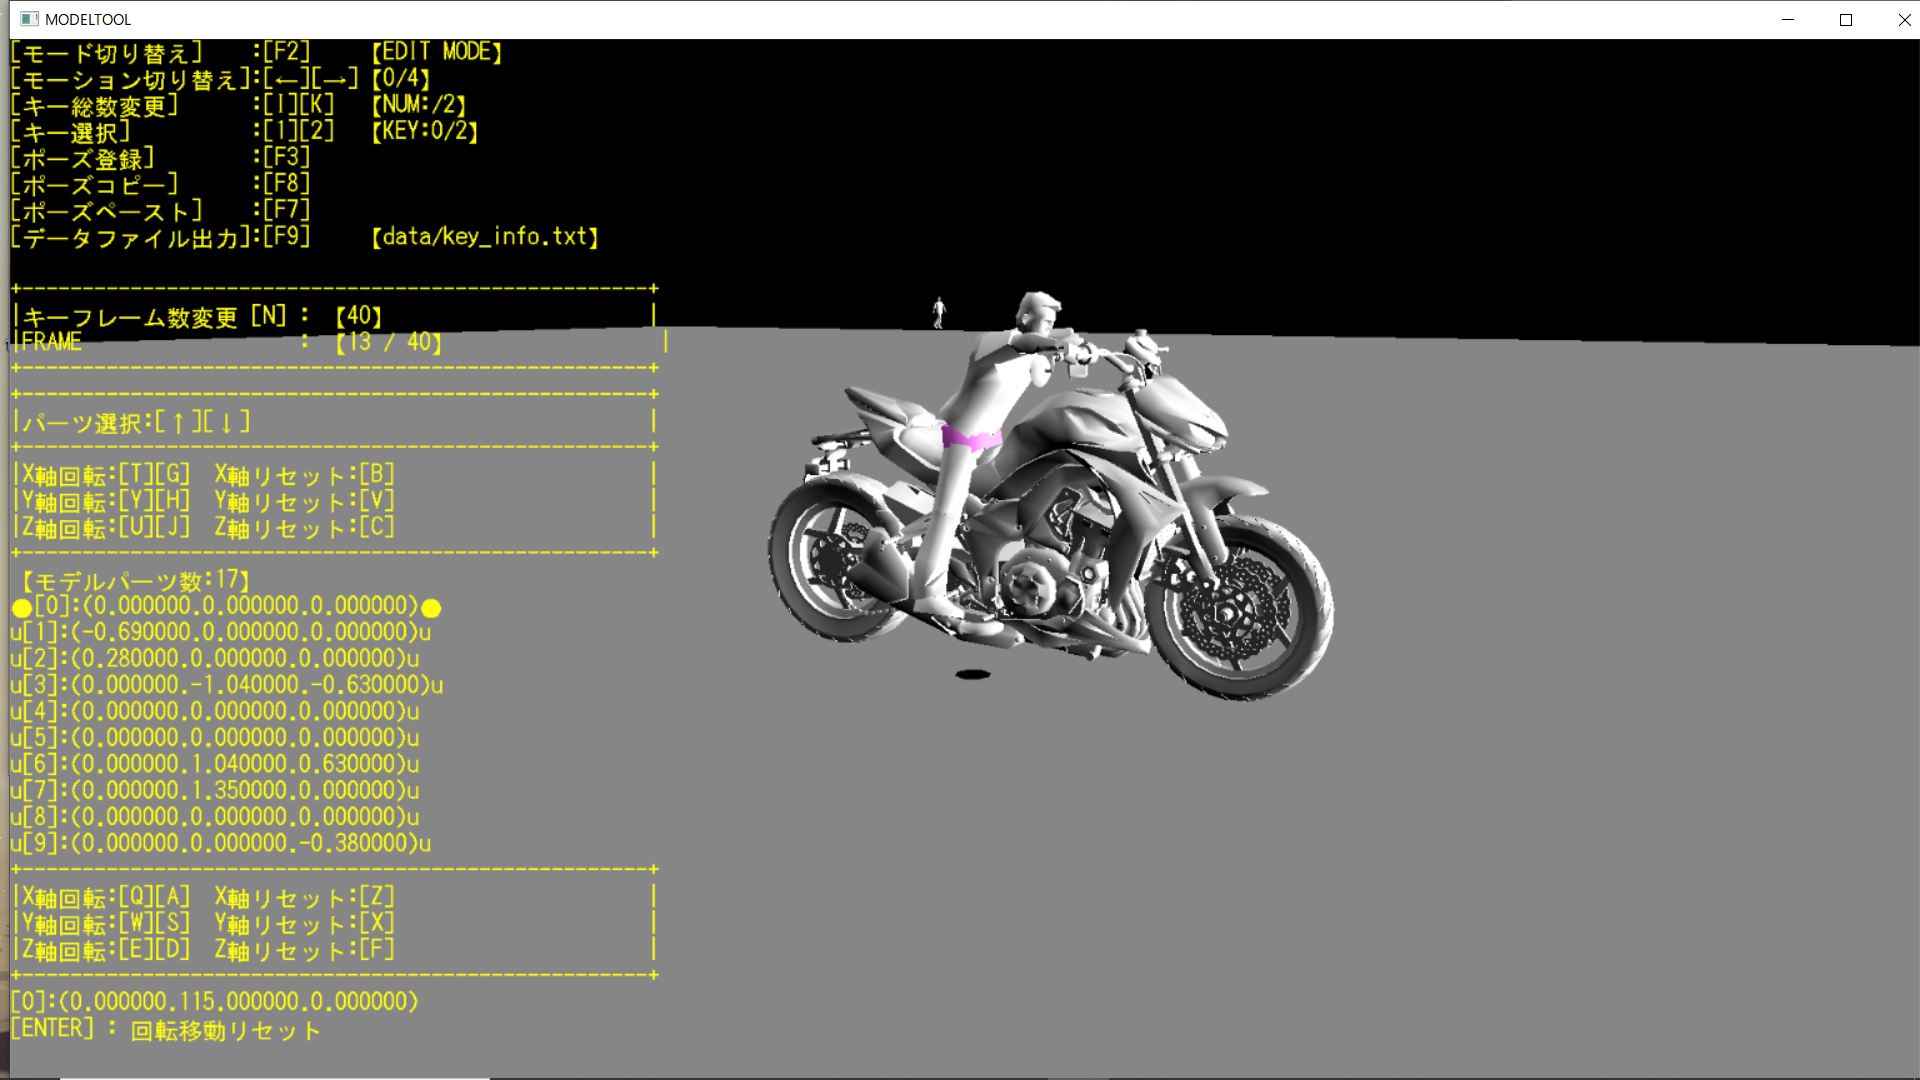 MODELTOOL
[モード切り替え] :[F2] 【EDIT MODE】
[モーション切り替え]:[←][→]【0/4】
[キー総数変更] :[I][K] 【NUM:/2】
[キー選択] :[1][2] 【KEY:0/2】
[ポーズ登録] :[F3]
[ポーズコピー] :[F8]
[ポーズペースト] :[F7]
[データファイル出力]:[F9] 【data/key_info.txt】
+----------------------------------------------------+
|キーフレーム数変更 [N] : 【40】 |
|FRAME : 【13 / 40】 |
+----------------------------------------------------+
+----------------------------------------------------+
|パーツ選択:[↑][↓] |
+----------------------------------------------------+
|X軸回転:[T][G] X軸リセット:[B] |
|Y軸回転:[Y][H] Y軸リセット:[V] |
|Z軸回転:[U][J] Z軸リセット:[C] |
+----------------------------------------------------+
【モデルパーツ数:17】
●[0]:(0.000000.0.000000.0.000000)●
u[1]:(-0.690000.0.000000.0.000000)u
u[2]:(0.280000.0.000000.0.000000)u
u[3]:(0.000000.-1.040000.-0.630000)u
u[4]:(0.000000.0.000000.0.000000)u
u[5]:(0.000000.0.000000.0.000000)u
u[6]:(0.000000.1.040000.0.630000)u
u[7]:(0.000000.1.350000.0.000000)u
u[8]:(0.000000.0.000000.0.000000)u
u[9]:(0.000000.0.000000.-0.380000)u
+----------------------------------------------------+
|X軸回転:[Q][A] X軸リセット:[Z] |
|Y軸回転:[W][S] Y軸リセット:[X] |
|Z軸回転:[E][D] Z軸リセット:[F] |
+----------------------------------------------------+
[0]:(0.000000.115.000000.0.000000)
[ENTER] : 回転移動リセット